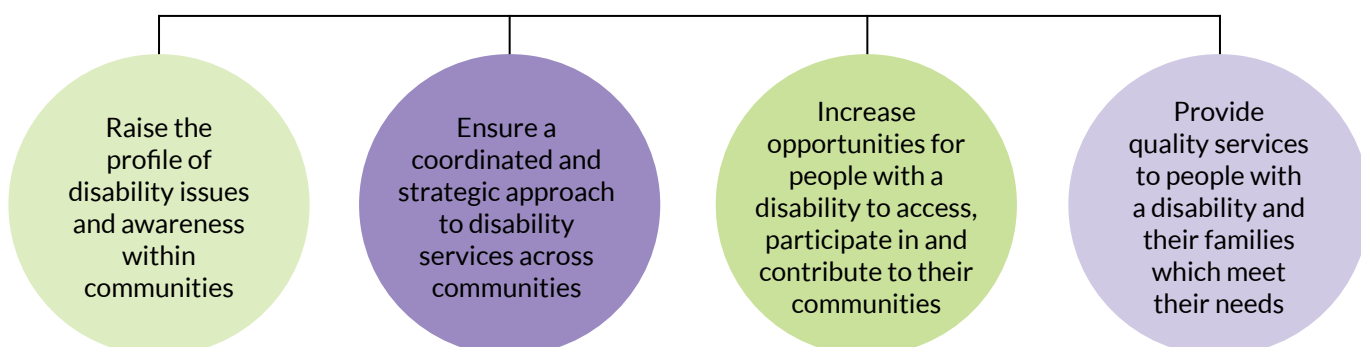 Raise the
profile of
disability issues
and awareness
within
communities
Ensure a
coordinated and
strategic approach
to disability
services across
communities
Increase
opportunities for
people with a
disability to access,
participate in and
contribute to their
communities
Provide
quality services
to people with
a disability and
their families
which meet
their needs